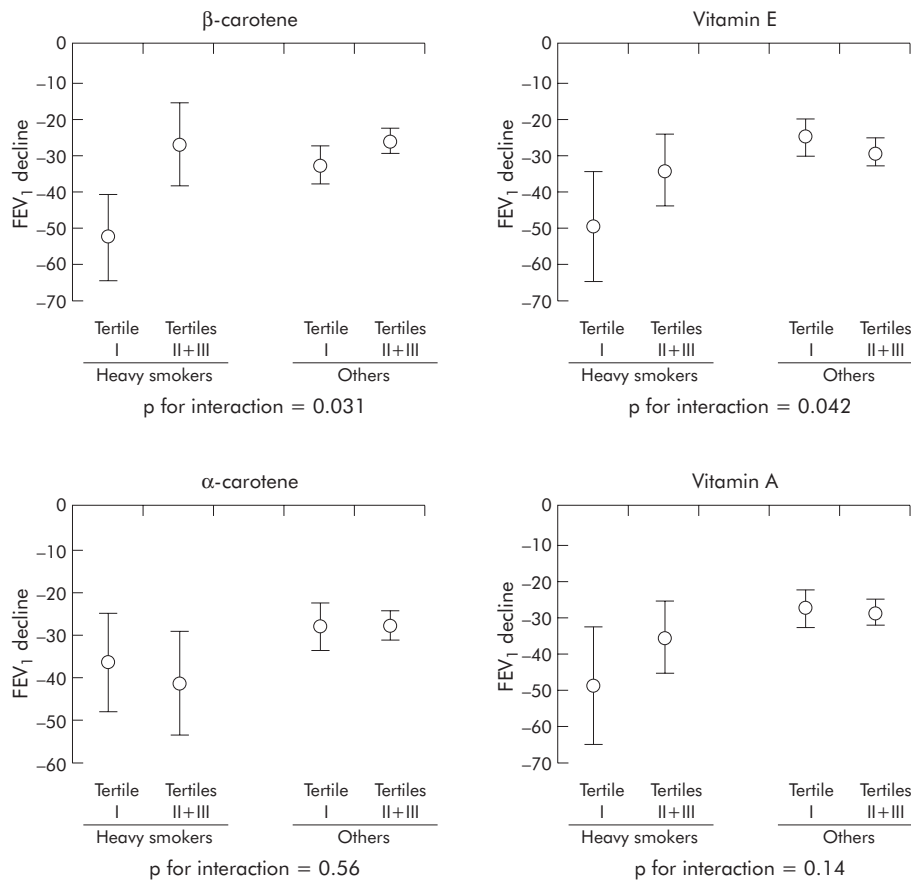 β-carotene
0
–10
–20
–30
–40
–50
–60
–70
FEV1 decline
Tertile Tertiles Tertile Tertiles
I II+III I II+III
Heavy smokers Others
p for interaction = 0.031
Vitamin E
0
–10
–20
–30
–40
–50
–60
–70
FEV1 decline
Tertile Tertiles Tertile Tertiles
I II+III I II+III
Heavy smokers Others
p for interaction = 0.042
α-carotene
0
–10
–20
–30
–40
–50
–60
FEV1 decline
Tertile Tertiles Tertile Tertiles
I II+III I II+III
Heavy smokers Others
p for interaction = 0.56
Vitamin A
0
–10
–20
–30
–40
–50
–60
–70
FEV1 decline
Tertile Tertiles Tertile Tertiles
I II+III I II+III
Heavy smokers Others
p for interaction = 0.14